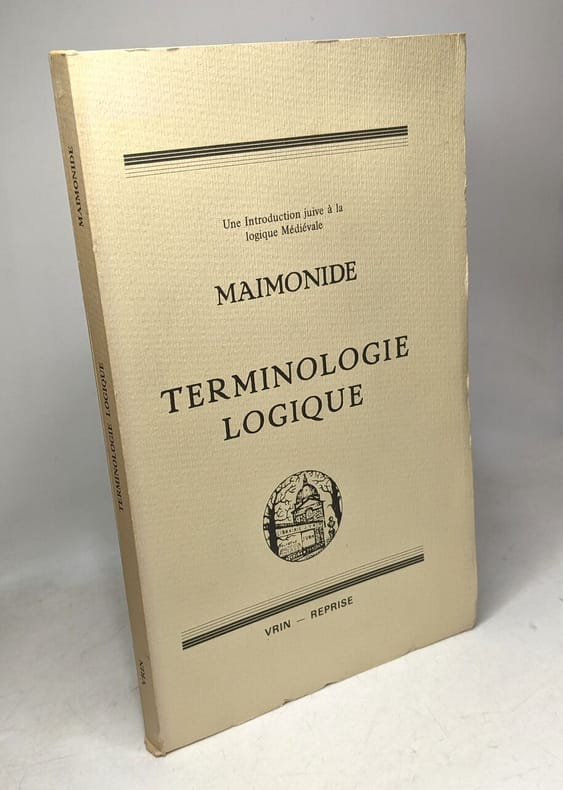 Une Introduction juive à la
logique Médiévale
MAIMONIDE
TERMINOLOGIE
LOGIQUE
VRIN — REPRISE
MAIMONIDE
TERMINOLOGIE LOGIQUE
VRIN